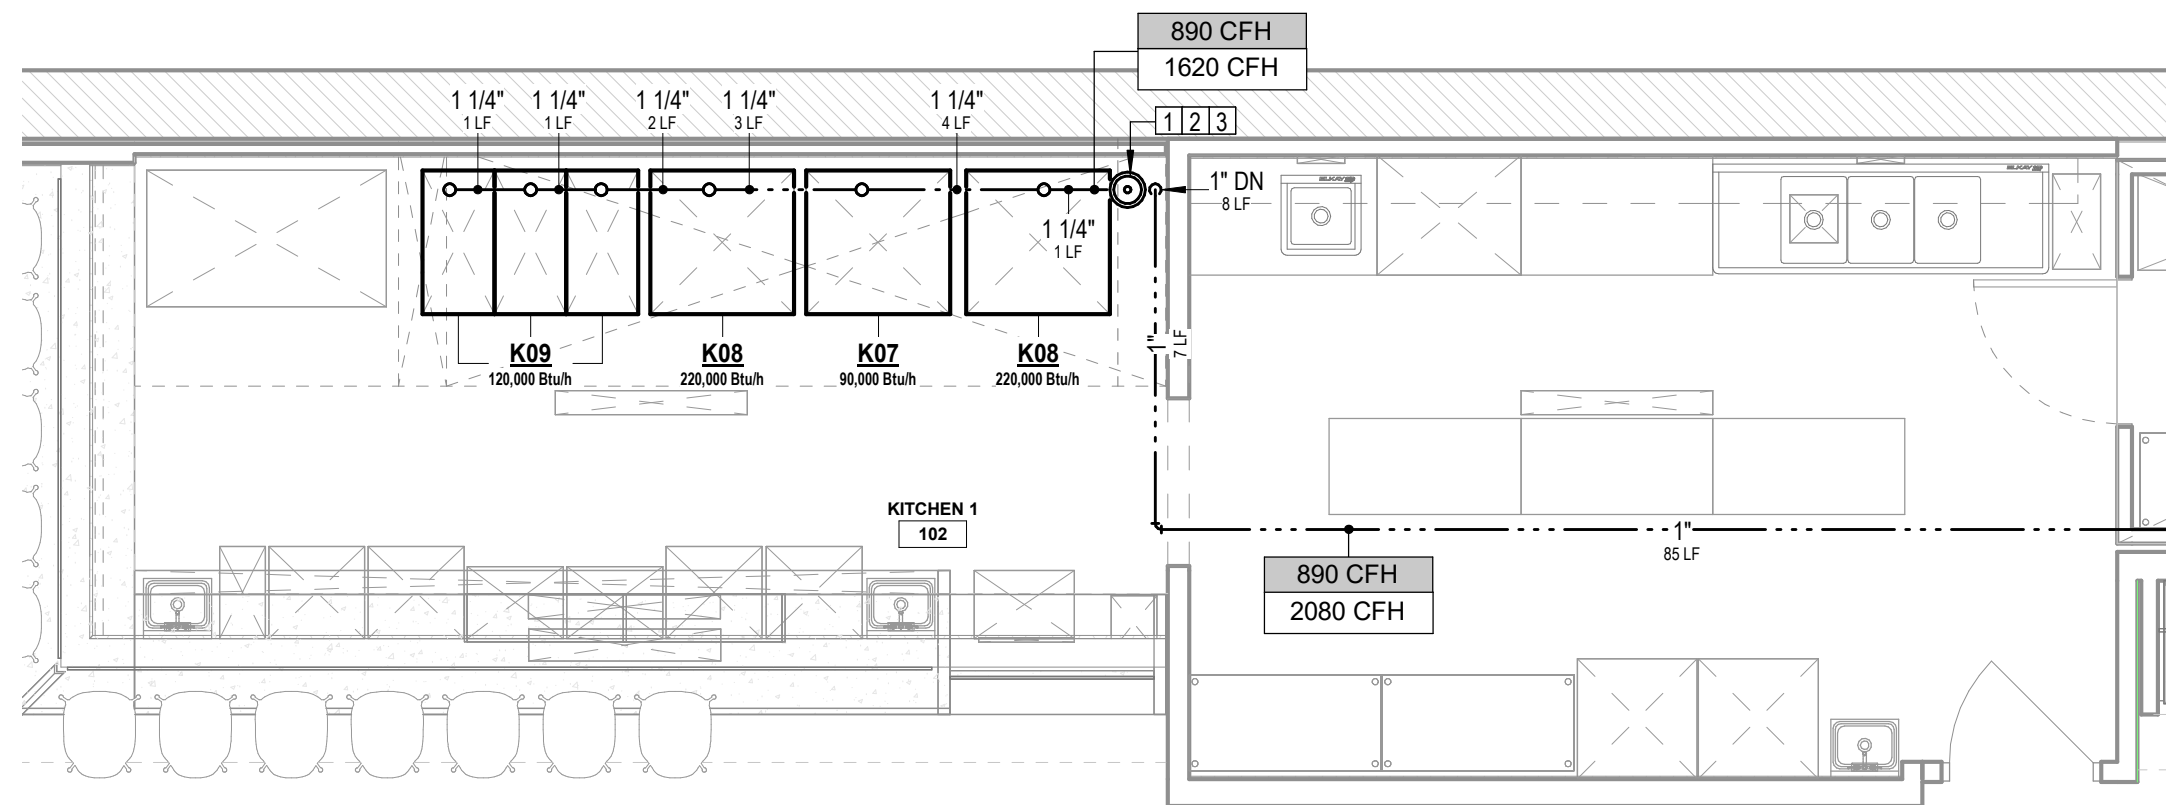 890 CFH
1620 CFH
1 1/4"
1 LF
1 1/4"
1 LF
1 1/4"
2 LF
1 1/4"
3 LF
1 1/4"
4 LF
1 2 3
1" DN
8 LF
1 1/4"
1 LF
ELKAY
ELKAY
1"
7 LF
K09
120,000 Btu/h
K08
220,000 Btu/h
K07
90,000 Btu/h
K08
220,000 Btu/h
KITCHEN 1
102
1"
85 LF
890 CFH
2080 CFH